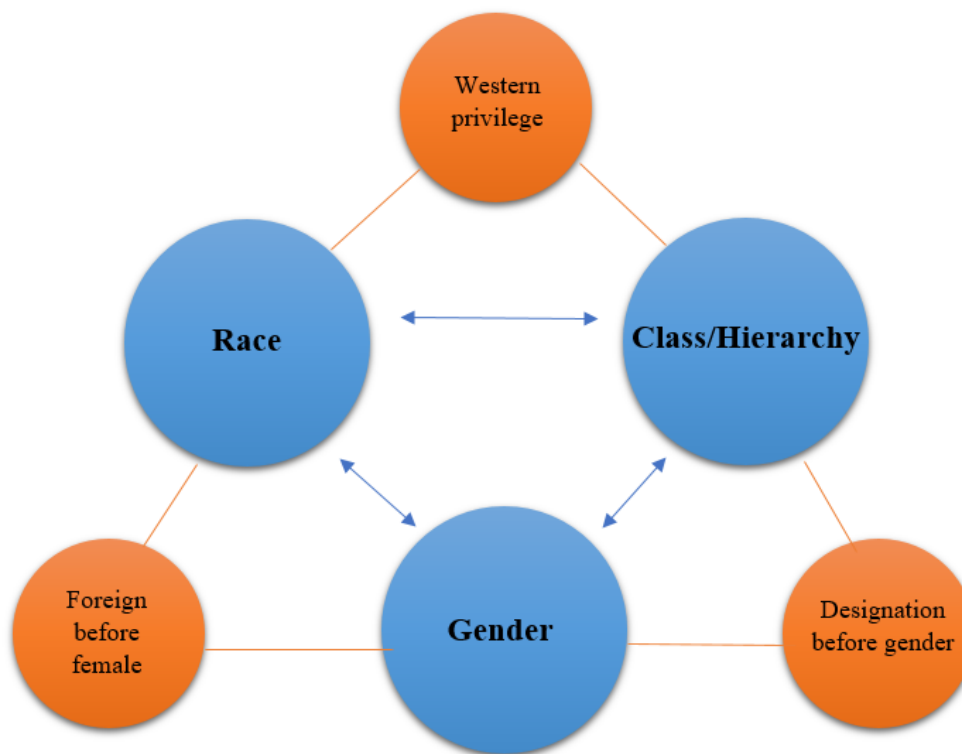 Western
privilege
Race
Class/Hierarchy
Foreign
before
female
Gender
Designation
before gender